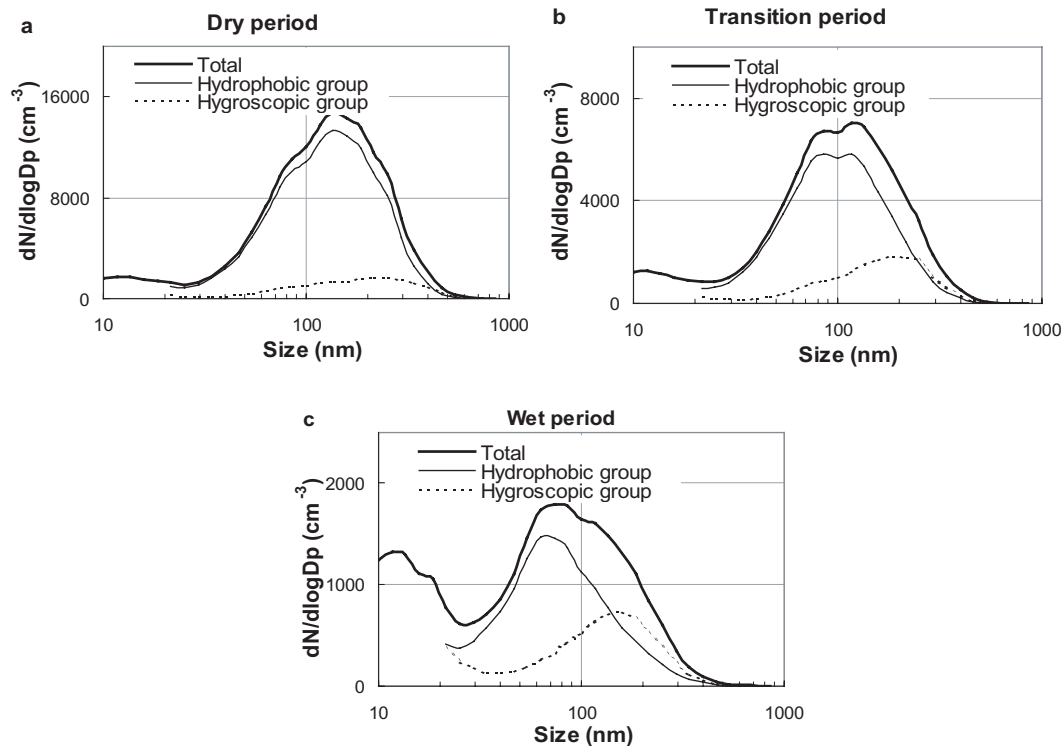 a
Dry period
Total
Hydrophobic group
Hygroscopic group
16000
8000
0
dN/dlogDp (cm-3)
10 100 1000
Size (nm)
b
Transition period
Total
Hydrophobic group
Hygroscopic group
8000
4000
0
dN/dlogDp (cm-3)
10 100 1000
Size (nm)
c
Wet period
Total
Hydrophobic group
Hygroscopic group
2000
1000
0
dN/dlogDp (cm-3)
10 100 1000
Size (nm)